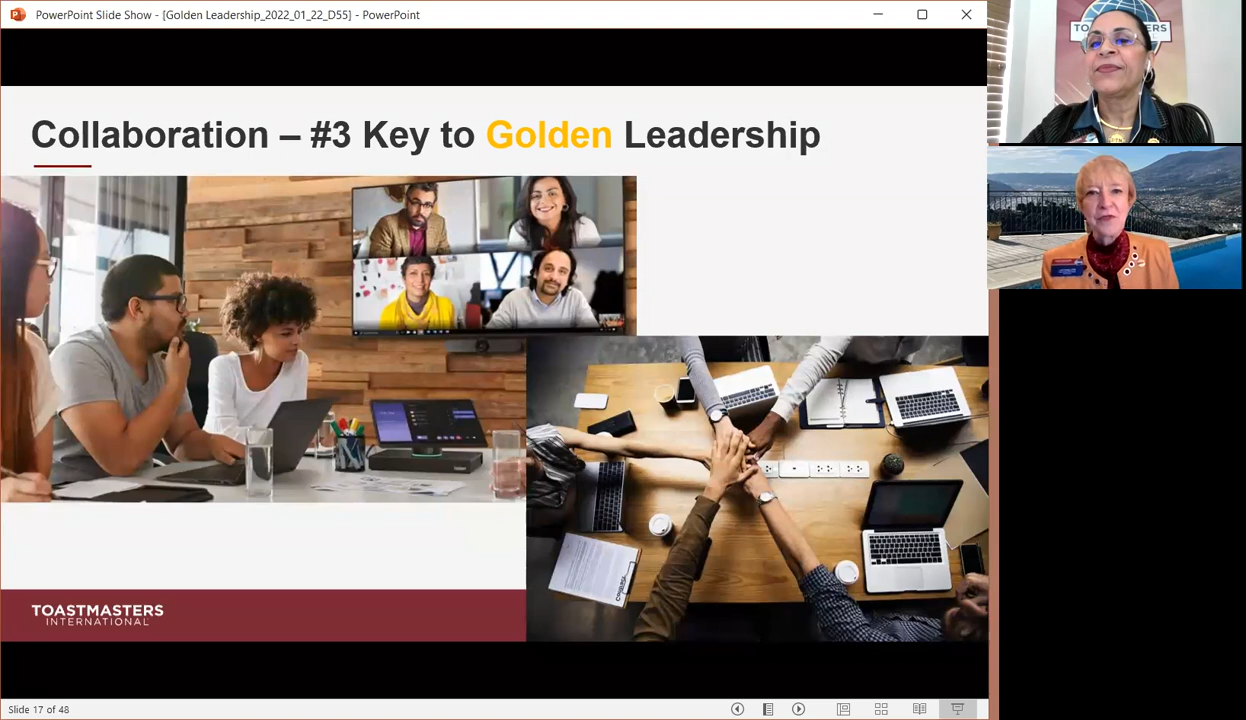 PowerPoint Slide Show - [Golden Leadership_2022_01_22_D55] - PowerPoint
Collaboration – #3 Key to Golden Leadership
TOASTMASTERS
INTERNATIONAL
Slide 17 of 48